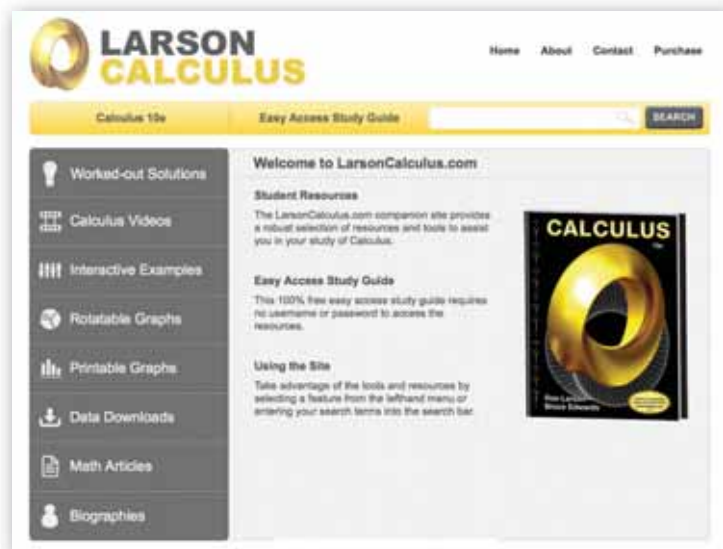 LARSON
CALCULUS
Home About Contact Purchase
Calculus 10e Easy Access Study Guide SEARCH
Worked-out Solutions
Calculus Videos
Interactive Examples
Rotatable Graphs
Printable Graphs
Data Downloads
Math Articles
Biographies
Welcome to LarsonCalculus.com
Student Resources
The LarsonCalculus.com companion site provides
a robust selection of resources and tools to assist
you in your study of Calculus.
Easy Access Study Guide
This 100% free easy access study guide requires
no username or password to access the
resources.
Using the Site
Take advantage of the tools and resources by
selecting a feature from the lefthand menu or
entering your search terms into the search bar.
CALCULUS
10e
Ron Larson
Bruce Edwards